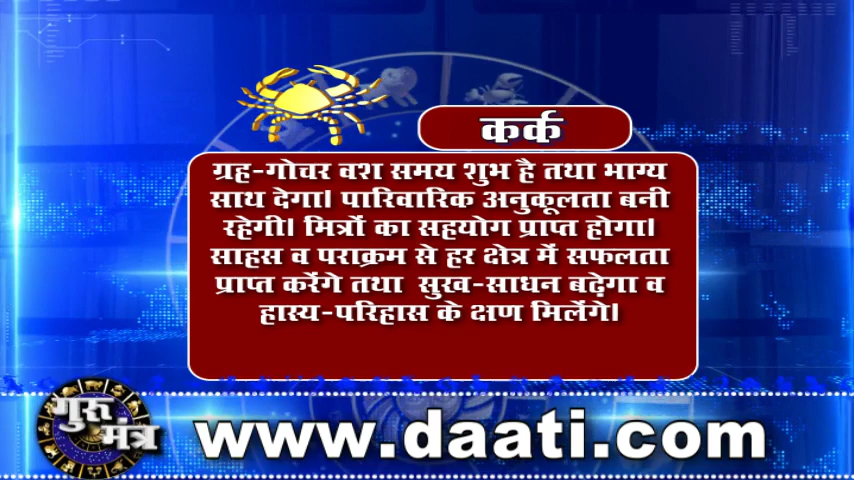 कर्क
ग्रह-गोचर वश समय शुभ है तथा भाग्य
साथ देगा। पारिवारिक अनुकूलता बनी
रहेगी। मित्रों का सहयोग प्राप्त होगा।
साहस व पराक्रम से हर क्षेत्र में सफलता
प्राप्त करेंगे तथा सुख-साधन बढ़ेगा व
हास्य-परिहास के क्षण मिलेंगे।
गुरु
मंत्र
www.daati.com